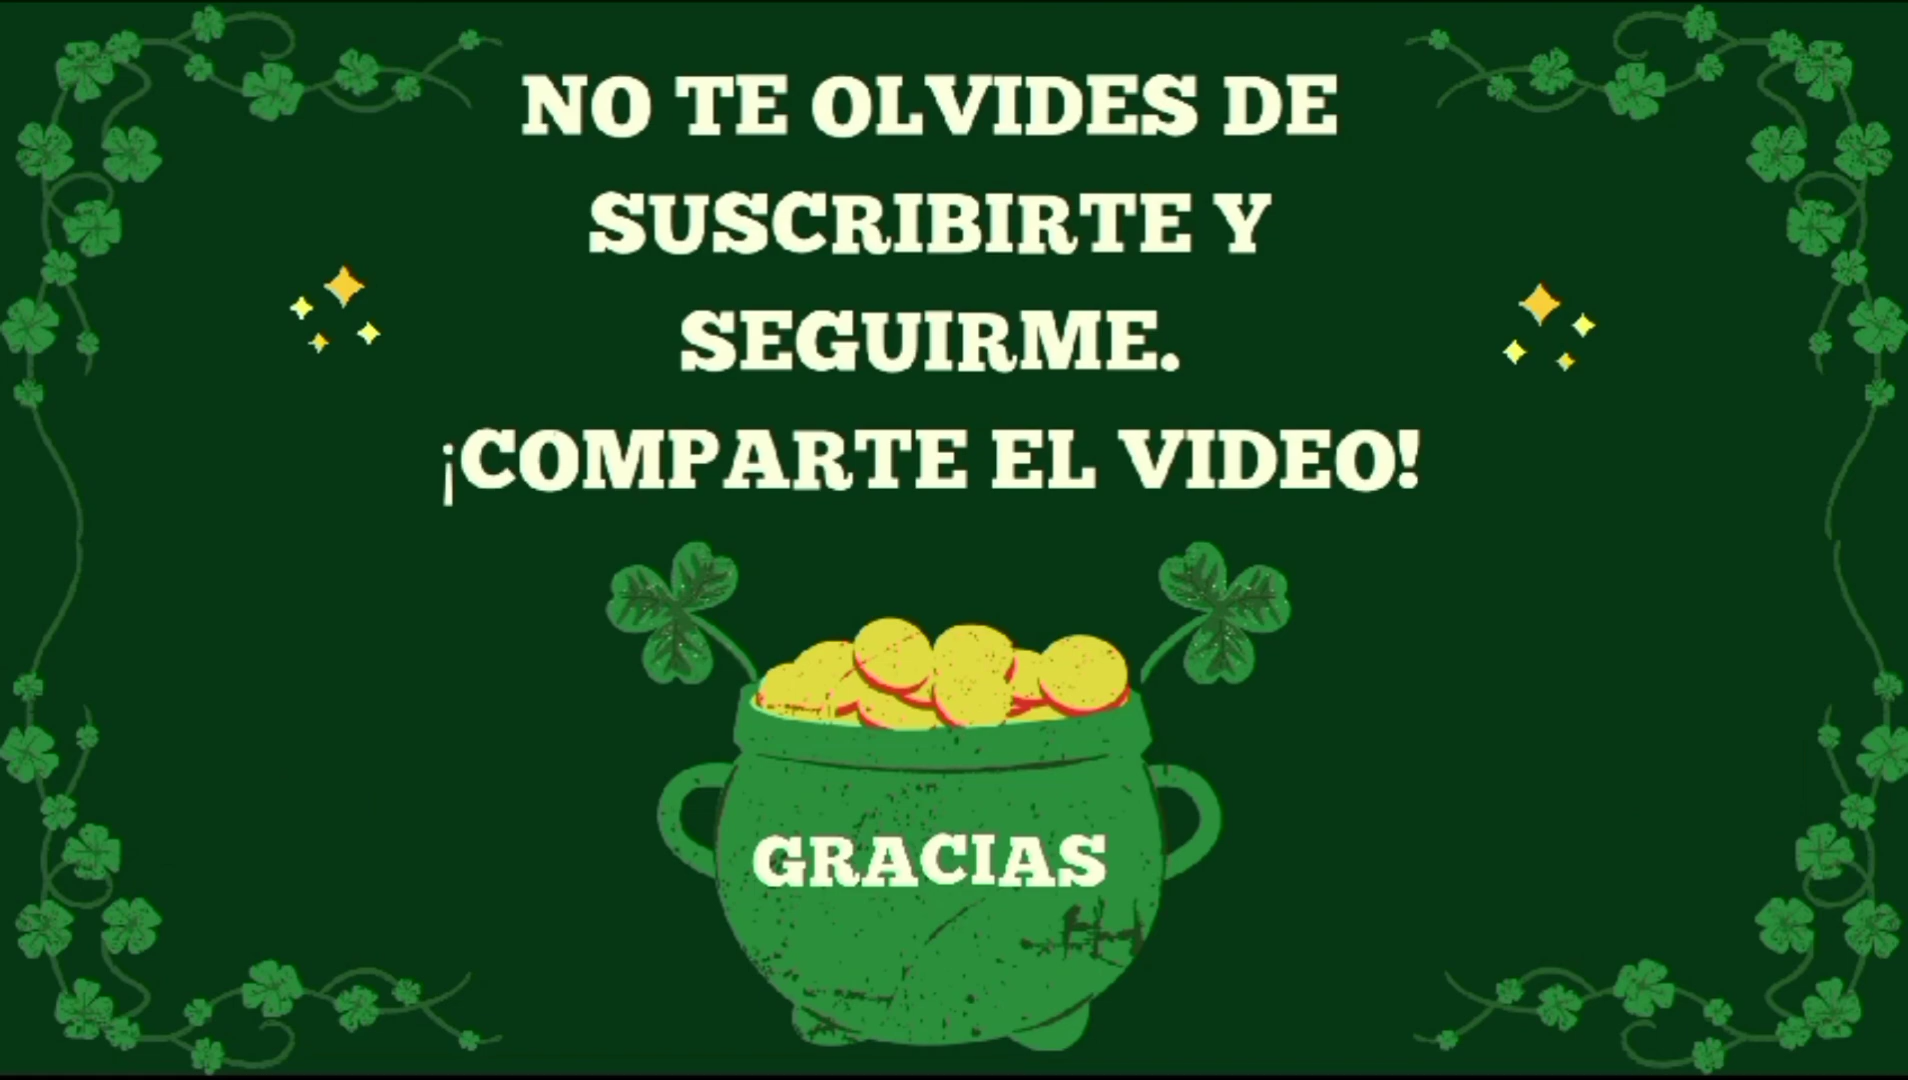 NO TE OLVIDES DE
SUSCRIBIRTE Y
SEGUIRME.
¡COMPARTE EL VIDEO!
GRACIAS